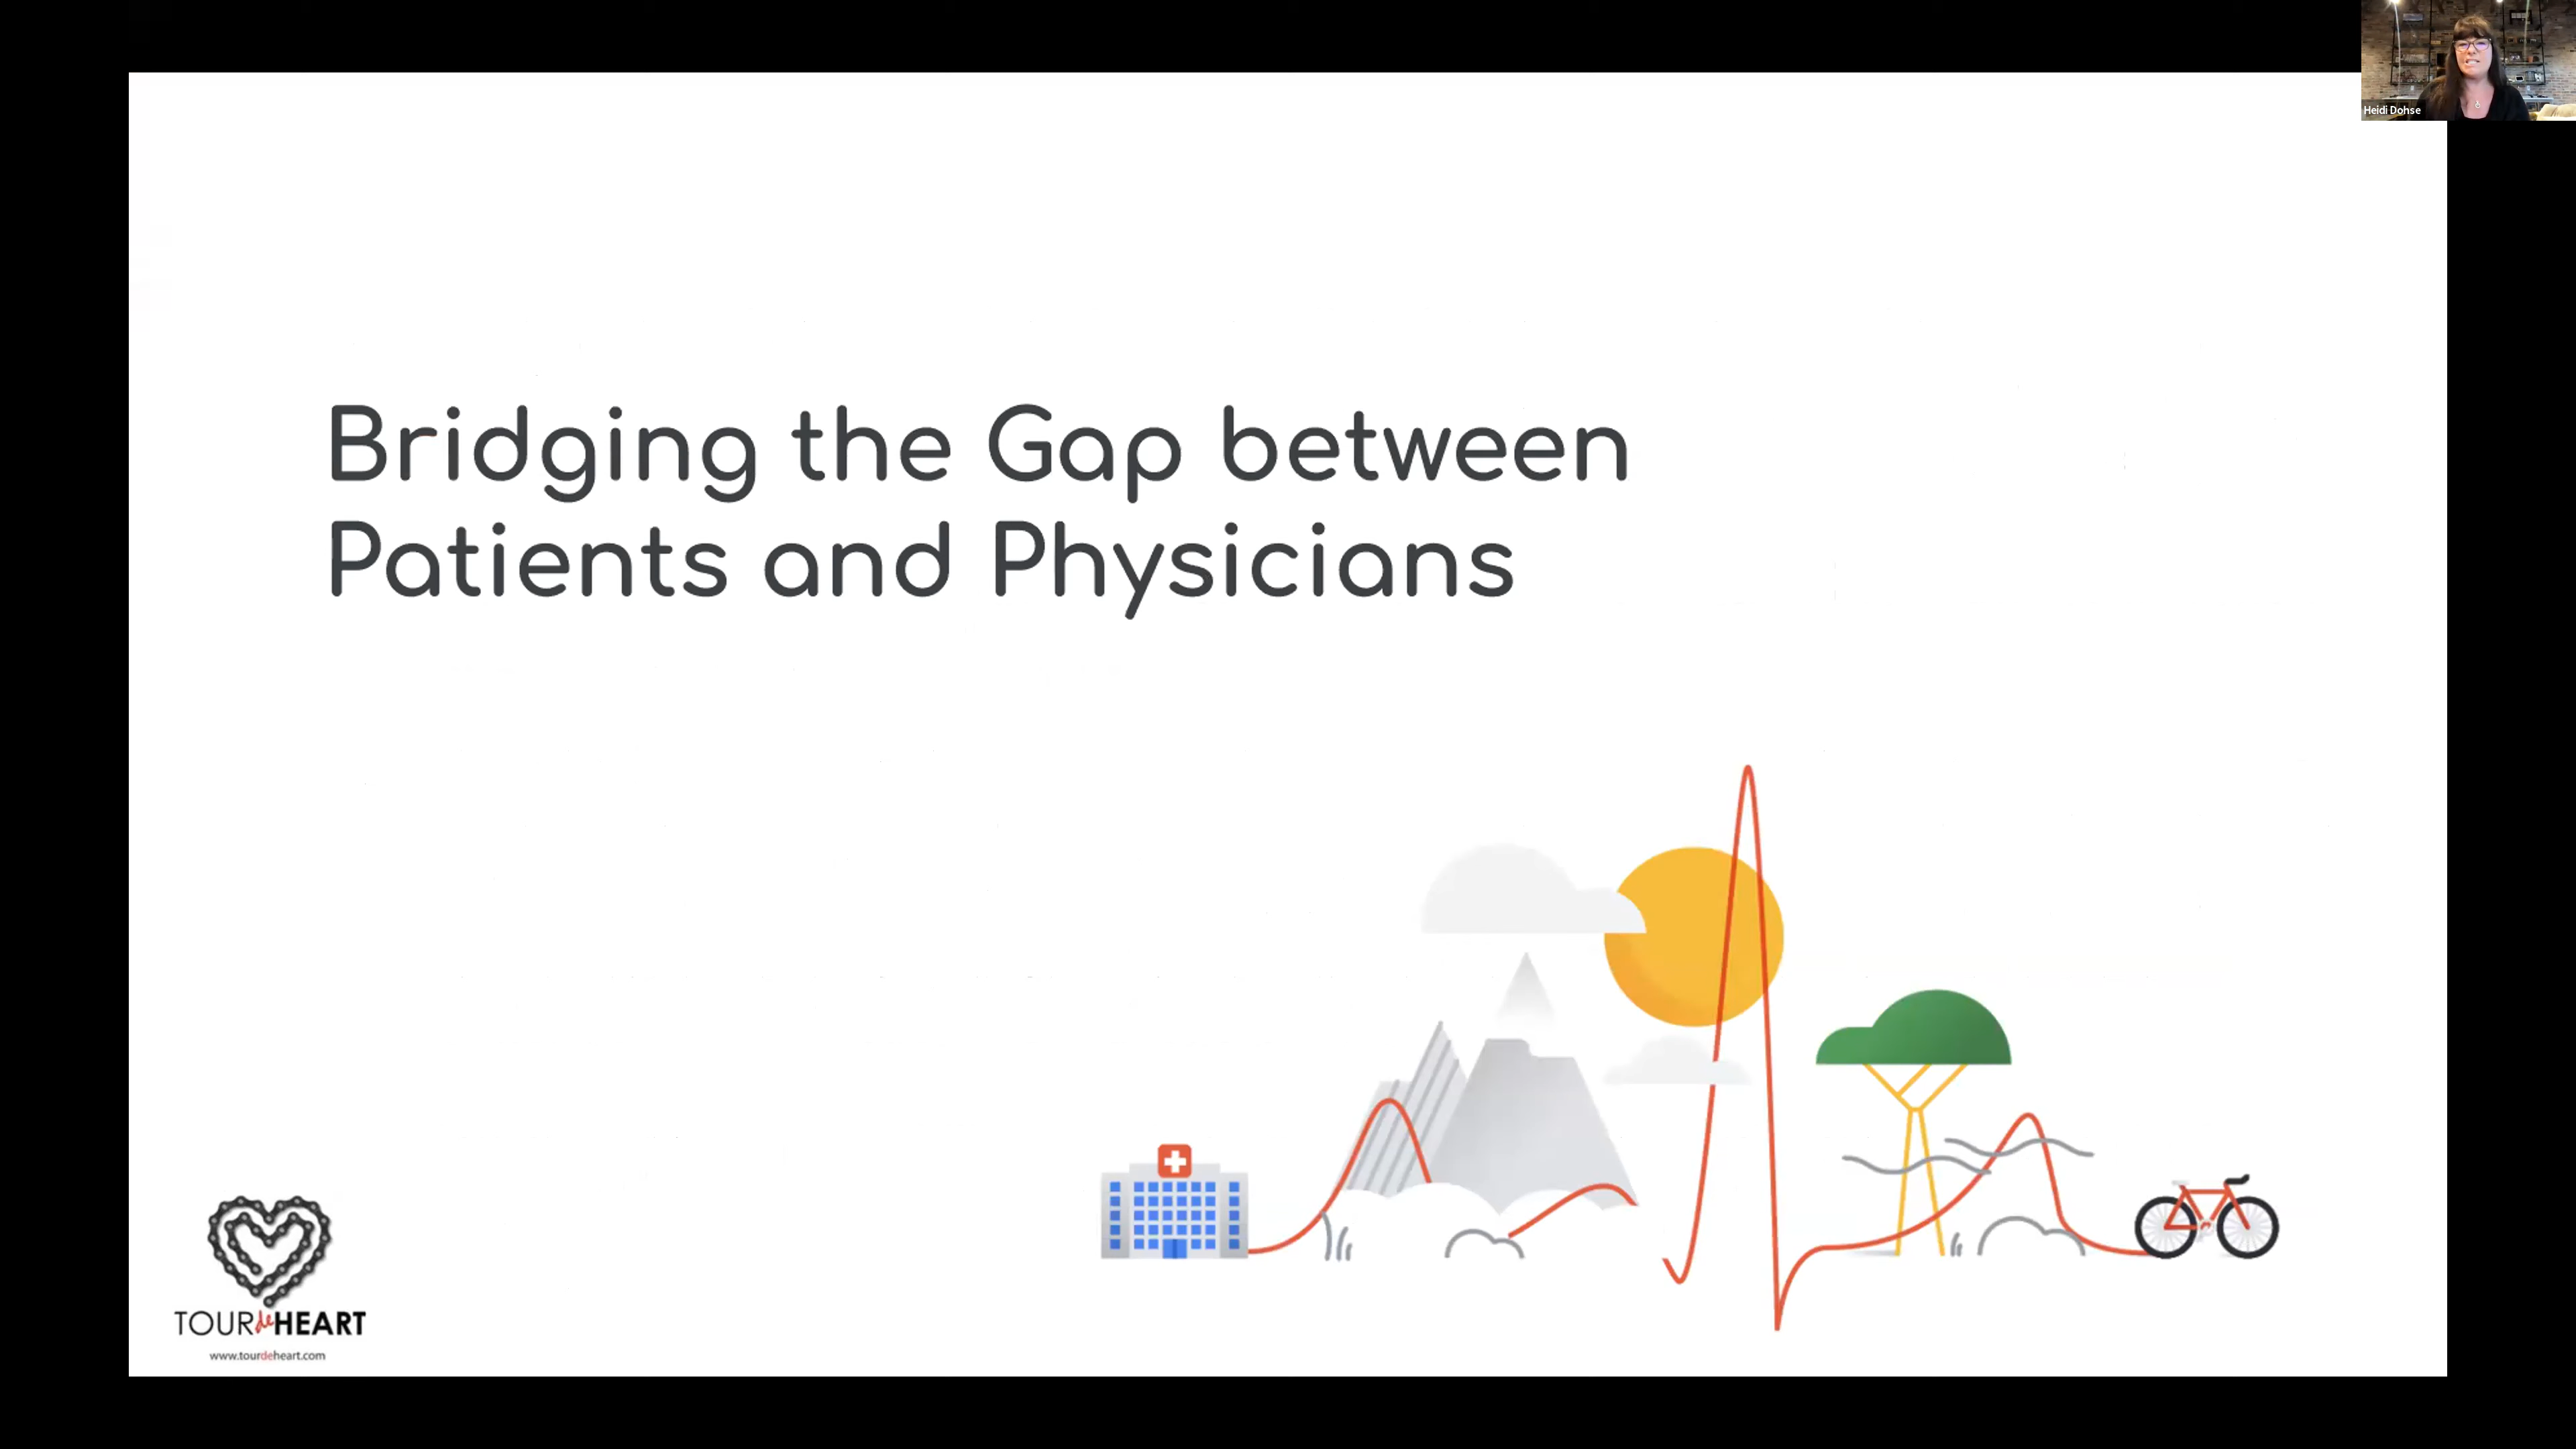 Heidi Dohse
Bridging the Gap between
Patients and Physicians
TOUR de HEART
www.tourdeheart.com